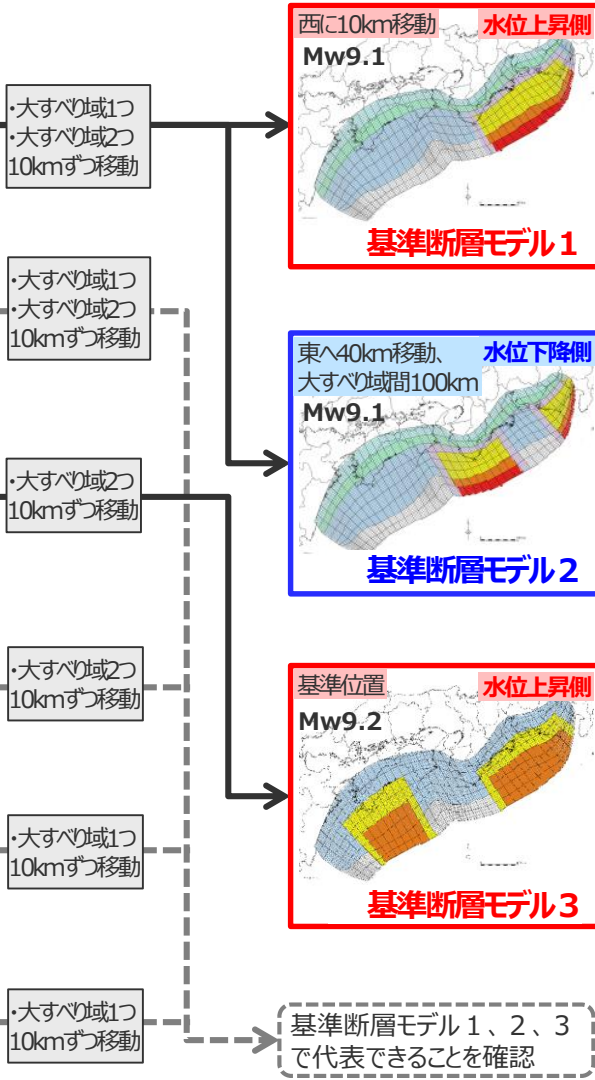 ・大すべり域1つ
・大すべり域2つ
10kmずつ移動
西に10km移動
水位上昇側
Mw9.1
基準断層モデル1
・大すべり域1つ
・大すべり域2つ
10kmずつ移動
東へ40km移動、
大すべり域間100km
水位下降側
Mw9.1
基準断層モデル2
・大すべり域2つ
10kmずつ移動
・大すべり域2つ
10kmずつ移動
基準位置
水位上昇側
Mw9.2
基準断層モデル3
・大すべり域1つ
10kmずつ移動
・大すべり域1つ
10kmずつ移動
基準断層モデル1、2、3
で代表できることを確認